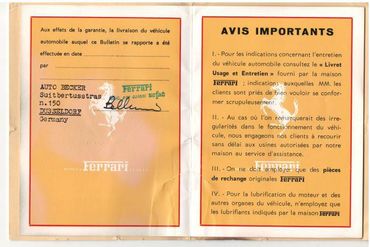 Aux effets de la garantie, la livraison du véhicule
automobile auquel ce Bulletin se rapporte a été
effectuée en date
par
AUTO BECKER
Suitbertusstras
n.150
DUSSELDORF
Germany
Ferrari
Ferrari
AVIS IMPORTANTS
I. - Pour les indications concernant l'entretien
du véhicule automobile consultez le « Livret
Usage et Entretien » fourni par la maison
Ferrari; indications auxquelles MM. les
clients sont priés de bien vouloir se confor-
mer scrupuleusement.
II. - Au cas où l'on remarquerait des irre-
gularités dans le fonctionnement du véhi-
cule, nous engageons nos clients à recourir
sans délai aux usines autorisées par notre
maison au service d'assistance.
III. - On ne doit employer que des pièces
de rechange originales Ferrari
IV. - Pour la lubrification du moteur et des
autres organes du véhicule, n'employez que
les lubrifiants indiqués par la maison Ferrari
Ferrari